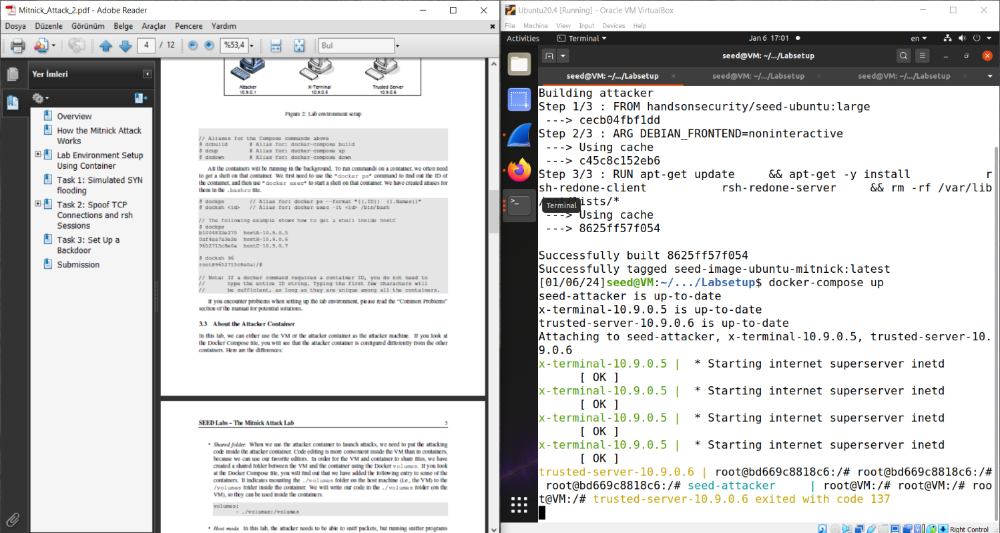 Mitnick_Attack_2.pdf - Adobe Reader
Dosya Düzenle Görünüm Belge Araçlar Pencere Yardım
4 / 12 %53,4 Bul
Yer İmleri
Overview
How the Mitnick Attack
Works
Lab Environment Setup
Using Container
Task 1: Simulated SYN
flooding
Task 2: Spoof TCP
Connections and rsh
Sessions
Task 3: Set Up a
Backdoor
Submission
Attacker X-Terminal Trusted Server
10.9.0.1 10.9.0.5 10.9.0.6
Figure 2: Lab environment setup
// Aliases for the Compose commands above
$ dcbuild # Alias for: docker-compose build
$ dcup # Alias for: docker-compose up
$ dcdown # Alias for: docker-compose down
All the containers will be running in the background. To run commands on a container, we often need
to get a shell on that container. We first need to use the "docker ps" command to find out the ID of
the container, and then use "docker exec" to start a shell on that container. We have created aliases for
them in the .bashrc file.
$ dockps // Alias for: docker ps --format "{{.ID}} {{.Names}}"
$ docksh <id> // Alias for: docker exec -it <id> /bin/bash
// The following example shows how to get a shell inside hostC
$ dockps
b1004832e275 hostA-10.9.0.5
0af4ea7a3e2e hostB-10.9.0.6
9652715c8e0a hostC-10.9.0.7
$ docksh 96
root@9652715c8e0a:/#
// Note: If a docker command requires a container ID, you do not need to
// type the entire ID string. Typing the first few characters will
// be sufficient, as long as they are unique among all the containers.
If you encounter problems when setting up the lab environment, please read the "Common Problems"
section of the manual for potential solutions.
3.3 About the Attacker Container
In this lab, we can either use the VM or the attacker container as the attacker machine. If you look at
the Docker Compose file, you will see that the attacker container is configured differently from the other
containers. Here are the differences:
SEED Labs – The Mitnick Attack Lab 5
• Shared folder. When we use the attacker container to launch attacks, we need to put the attacking
code inside the attacker container. Code editing is more convenient inside the VM than in containers,
because we can use our favorite editors. In order for the VM and container to share files, we have
created a shared folder between the VM and the container using the Docker volumes. If you look
at the Docker Compose file, you will find out that we have added the following entry to some of the
containers. It indicates mounting the ./volumes folder on the host machine (i.e., the VM) to the
/volumes folder inside the container. We will write our code in the ./volumes folder (on the
VM), so they can be used inside the containers.
volumes:
- ./volumes:/volumes
• Host mode. In this lab, the attacker needs to be able to sniff packets, but running sniffer programs
Ubuntu20.4 [Running] - Oracle VM VirtualBox
File Machine View Input Devices Help
Activities Terminal Jan 6 17:01 en
seed@VM: ~/.../Labsetup
seed@VM: ~/.../Labsetup seed@VM: ~/.../Labsetup seed@VM: ~/.../Labsetup
Building attacker
Step 1/3 : FROM handsonsecurity/seed-ubuntu:large
---> cecb04fbf1dd
Step 2/3 : ARG DEBIAN_FRONTEND=noninteractive
---> Using cache
---> c45c8c152eb6
Step 3/3 : RUN apt-get update && apt-get -y install r
sh-redone-client rsh-redone-server && rm -rf /var/lib
lists/*
Terminal
---> Using cache
---> 8625ff57f054
Successfully built 8625ff57f054
Successfully tagged seed-image-ubuntu-mitnick:latest
[01/06/24]seed@VM:~/.../Labsetup$ docker-compose up
seed-attacker is up-to-date
x-terminal-10.9.0.5 is up-to-date
trusted-server-10.9.0.6 is up-to-date
Attaching to seed-attacker, x-terminal-10.9.0.5, trusted-server-10.
9.0.6
x-terminal-10.9.0.5 | * Starting internet superserver inetd
[ OK ]
x-terminal-10.9.0.5 | * Starting internet superserver inetd
[ OK ]
x-terminal-10.9.0.5 | * Starting internet superserver inetd
[ OK ]
x-terminal-10.9.0.5 | * Starting internet superserver inetd
[ OK ]
trusted-server-10.9.0.6 | root@bd669c8818c6:/# root@bd669c8818c6:/#
root@bd669c8818c6:/# seed-attacker | root@VM:/# root@VM:/# roo
t@VM:/# trusted-server-10.9.0.6 exited with code 137
Right Control